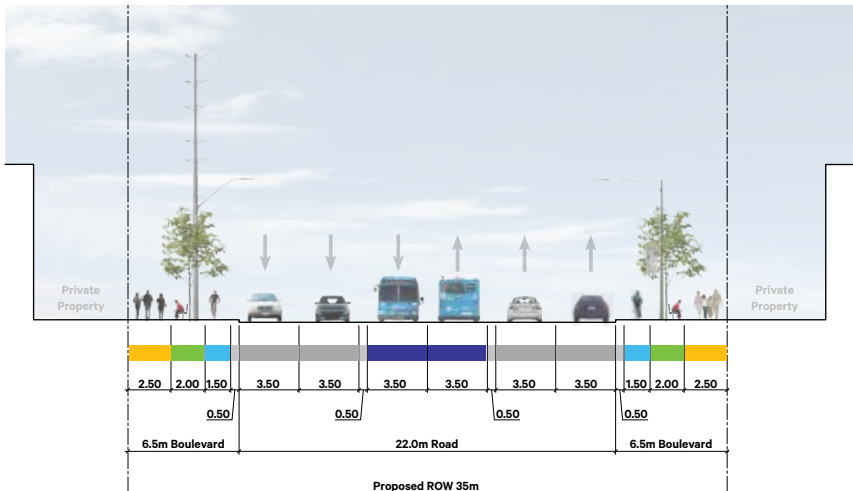 Private
Property
Private
Property
2.50 2.00 1.50 3.50 3.50 3.50 3.50 3.50 3.50 1.50 2.00 2.50
0.50 0.50 0.50 0.50
6.5m Boulevard 22.0m Road 6.5m Boulevard
Proposed ROW 35m